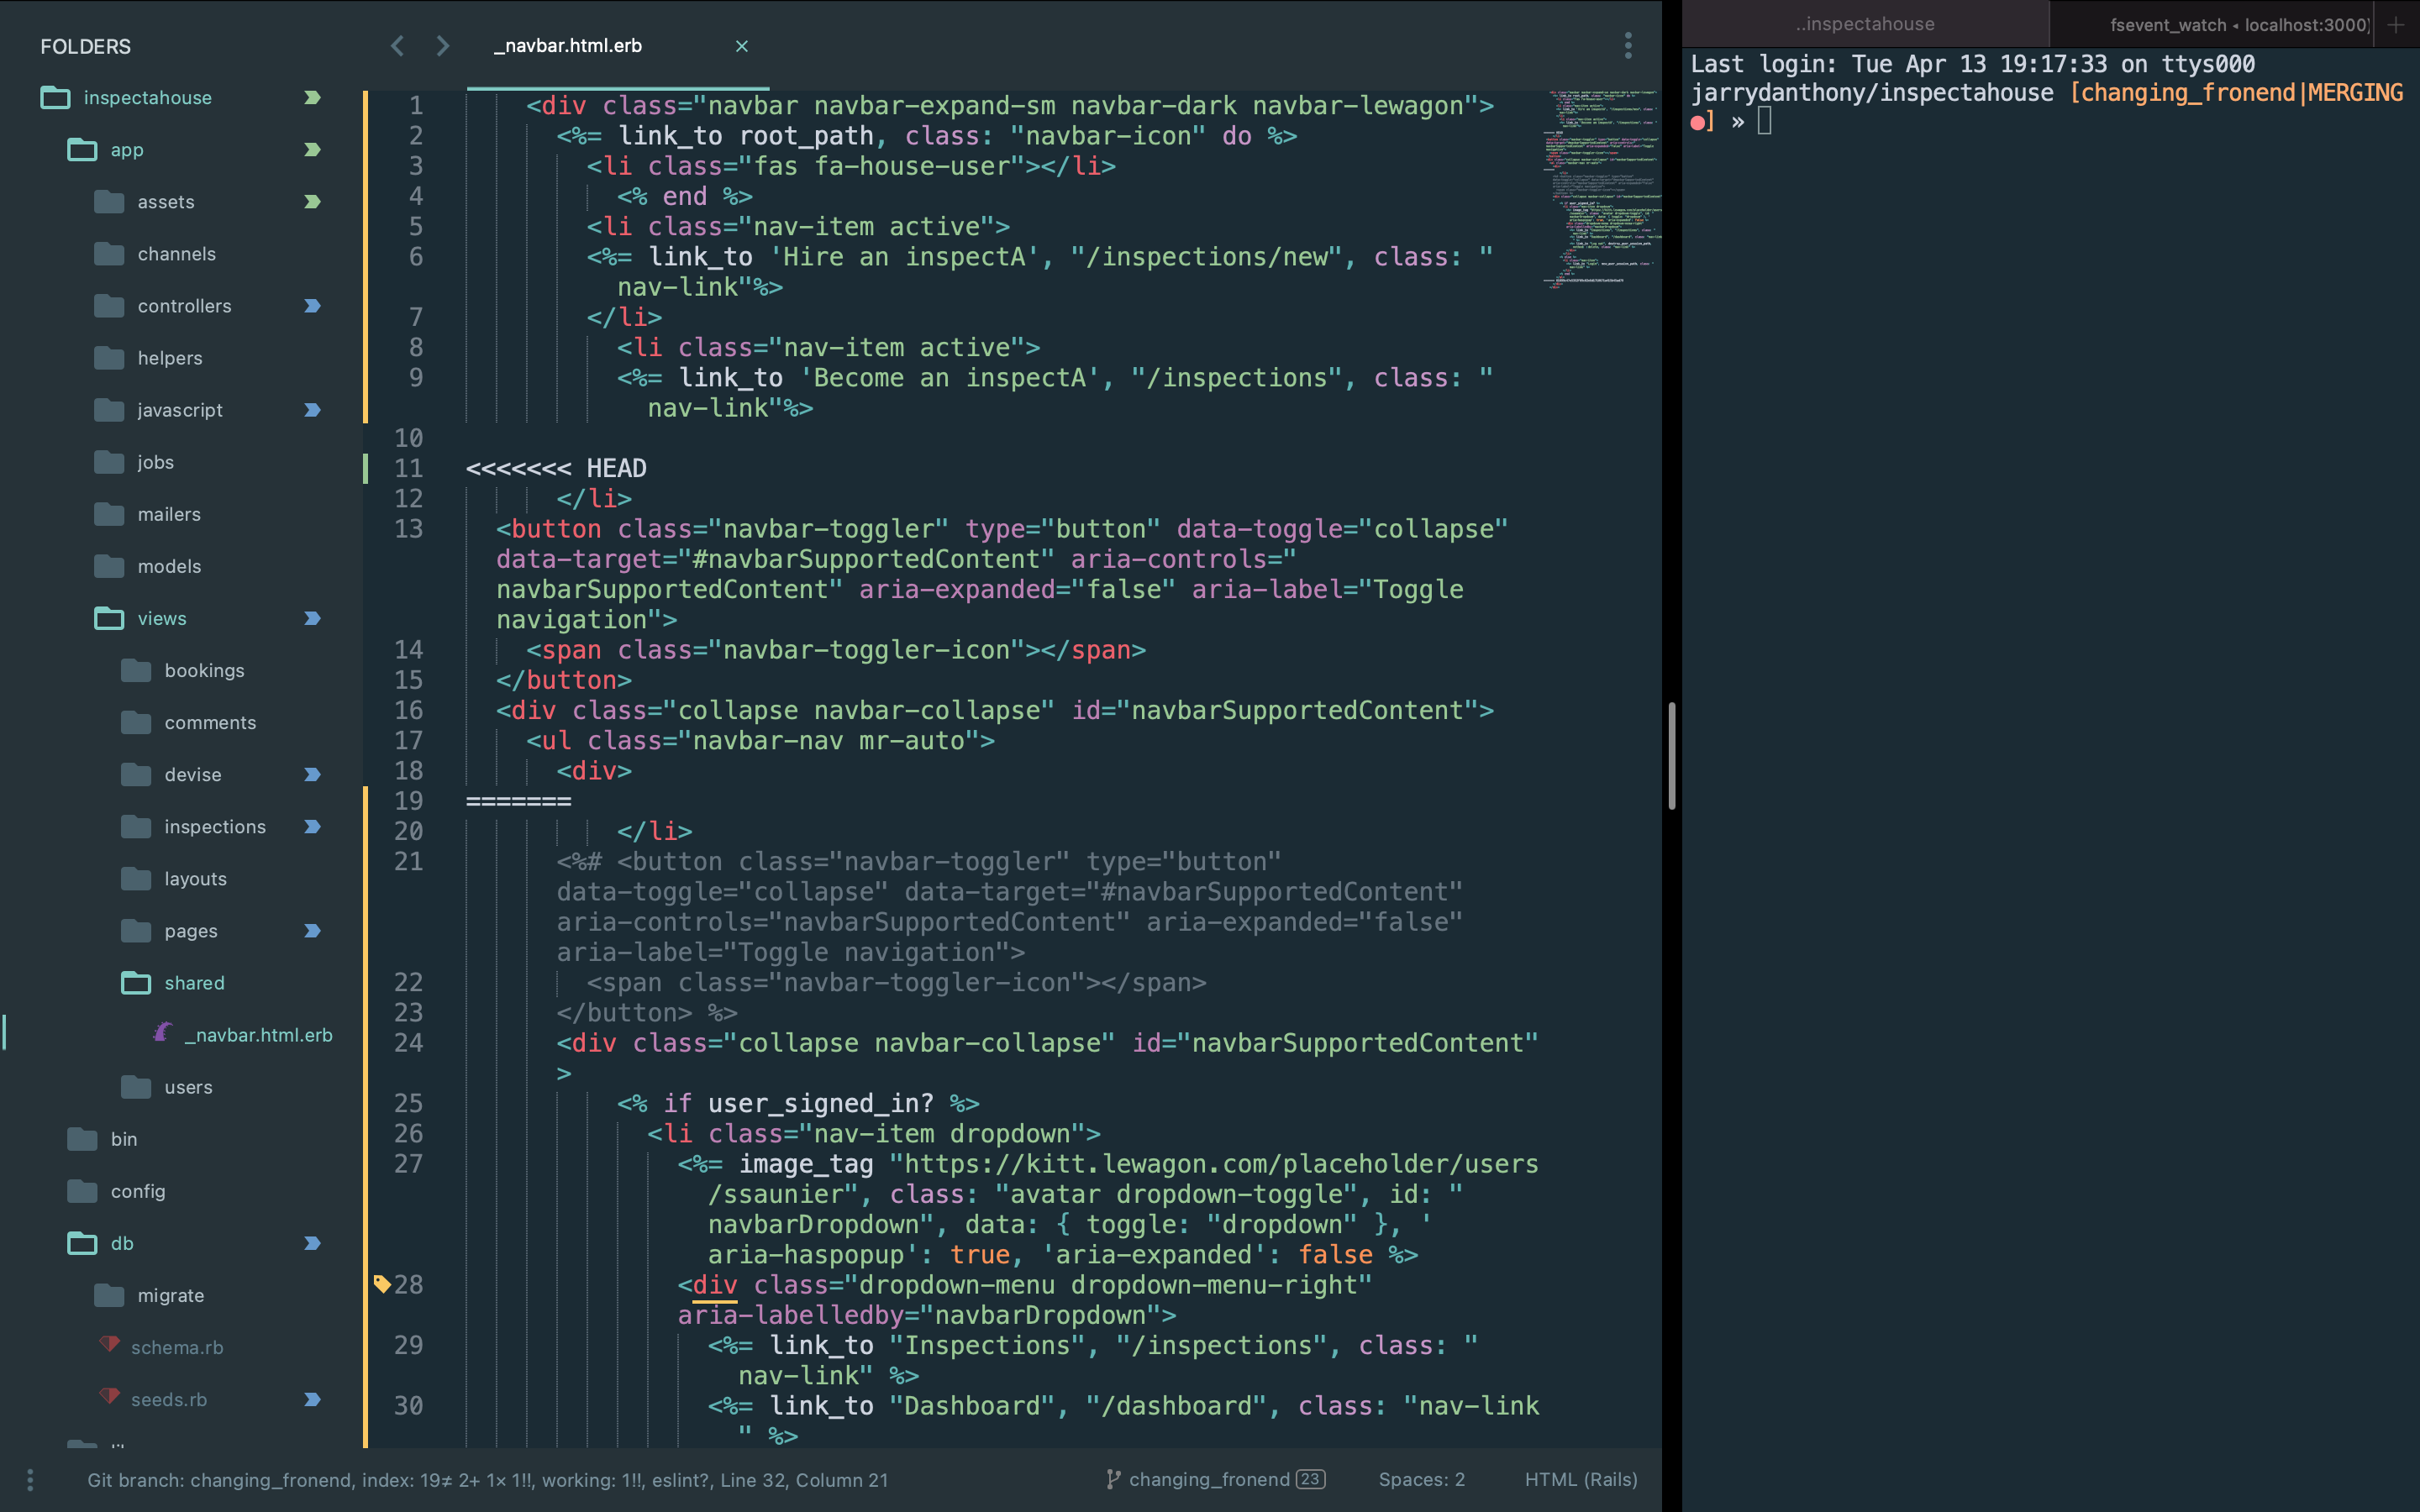 FOLDERS
inspectahouse
app
assets
channels
controllers
helpers
javascript
jobs
mailers
models
views
bookings
comments
devise
inspections
layouts
pages
shared
_navbar.html.erb
users
bin
config
db
migrate
schema.rb
seeds.rb
_navbar.html.erb ×
1 <div class="navbar navbar-expand-sm navbar-dark navbar-lewagon">
2 <%= link_to root_path, class: "navbar-icon" do %>
3 <li class="fas fa-house-user"></li>
4 <% end %>
5 <li class="nav-item active">
6 <%= link_to 'Hire an inspectA', "/inspections/new", class: "
nav-link"%>
7 </li>
8 <li class="nav-item active">
9 <%= link_to 'Become an inspectA', "/inspections", class: "
nav-link"%>
10
11 <<<<<<< HEAD
12 </li>
13 <button class="navbar-toggler" type="button" data-toggle="collapse"
data-target="#navbarSupportedContent" aria-controls="
navbarSupportedContent" aria-expanded="false" aria-label="Toggle
navigation">
14 <span class="navbar-toggler-icon"></span>
15 </button>
16 <div class="collapse navbar-collapse" id="navbarSupportedContent">
17 <ul class="navbar-nav mr-auto">
18 <div>
19 =======
20 </li>
21 <%# <button class="navbar-toggler" type="button"
data-toggle="collapse" data-target="#navbarSupportedContent"
aria-controls="navbarSupportedContent" aria-expanded="false"
aria-label="Toggle navigation">
22 <span class="navbar-toggler-icon"></span>
23 </button> %>
24 <div class="collapse navbar-collapse" id="navbarSupportedContent"
>
25 <% if user_signed_in? %>
26 <li class="nav-item dropdown">
27 <%= image_tag "https://kitt.lewagon.com/placeholder/users
/ssaunier", class: "avatar dropdown-toggle", id: "
navbarDropdown", data: { toggle: "dropdown" }, '
aria-haspopup': true, 'aria-expanded': false %>
28 <div class="dropdown-menu dropdown-menu-right"
aria-labelledby="navbarDropdown">
29 <%= link_to "Inspections", "/inspections", class: "
nav-link" %>
30 <%= link_to "Dashboard", "/dashboard", class: "nav-link
" %>
Git branch: changing_fronend, index: 19≠ 2+ 1× 1!!, working: 1!!, eslint?, Line 32, Column 21
changing_fronend 23
Spaces: 2
HTML (Rails)
..inspectahouse
fsevent_watch ◂ localhost:3000)
+
Last login: Tue Apr 13 19:17:33 on ttys000
jarrydanthony/inspectahouse [changing_fronend|MERGING
●] »